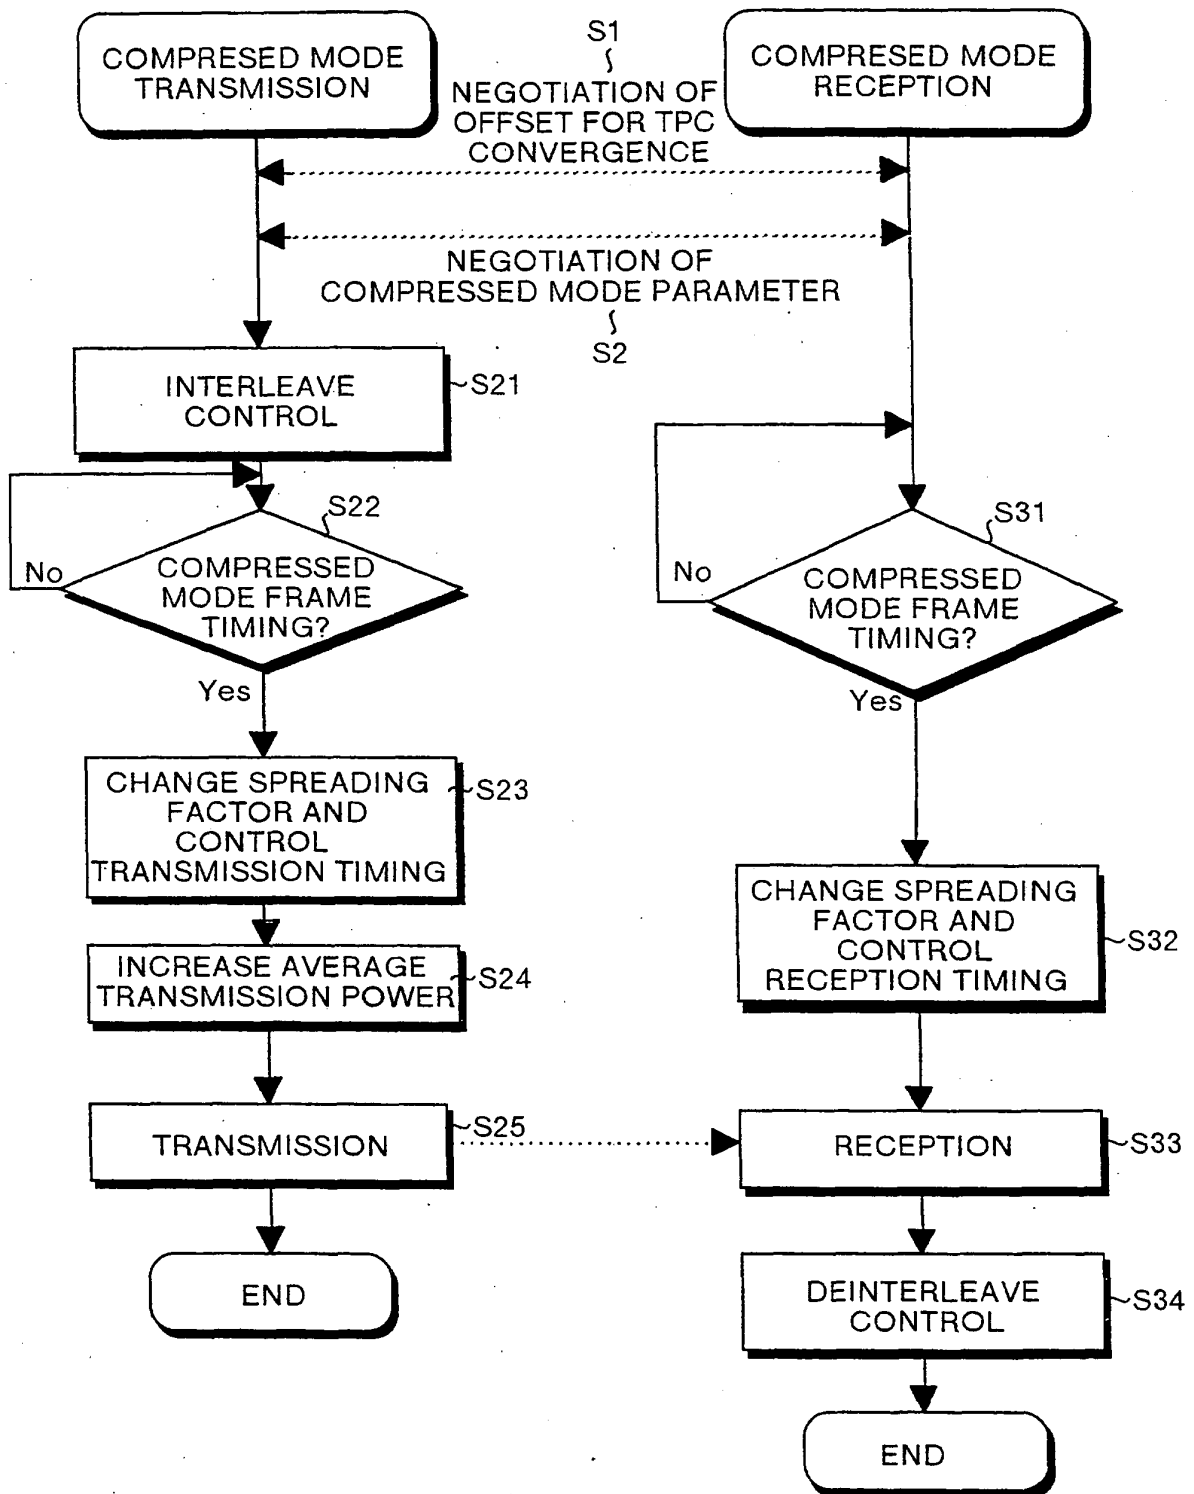 COMPRESED MODE
TRANSMISSION
S1
NEGOTIATION OF
OFFSET FOR TPC
CONVERGENCE
COMPRESED MODE
RECEPTION
NEGOTIATION OF
COMPRESSED MODE PARAMETER
S2
INTERLEAVE
CONTROL
S21
S22
No
COMPRESSED
MODE FRAME
TIMING?
Yes
S31
No
COMPRESSED
MODE FRAME
TIMING?
Yes
CHANGE SPREADING
FACTOR AND
CONTROL
TRANSMISSION TIMING
S23
INCREASE AVERAGE
TRANSMISSION POWER
S24
CHANGE SPREADING
FACTOR AND
CONTROL
RECEPTION TIMING
S32
TRANSMISSION
S25
RECEPTION
S33
END
DEINTERLEAVE
CONTROL
S34
END